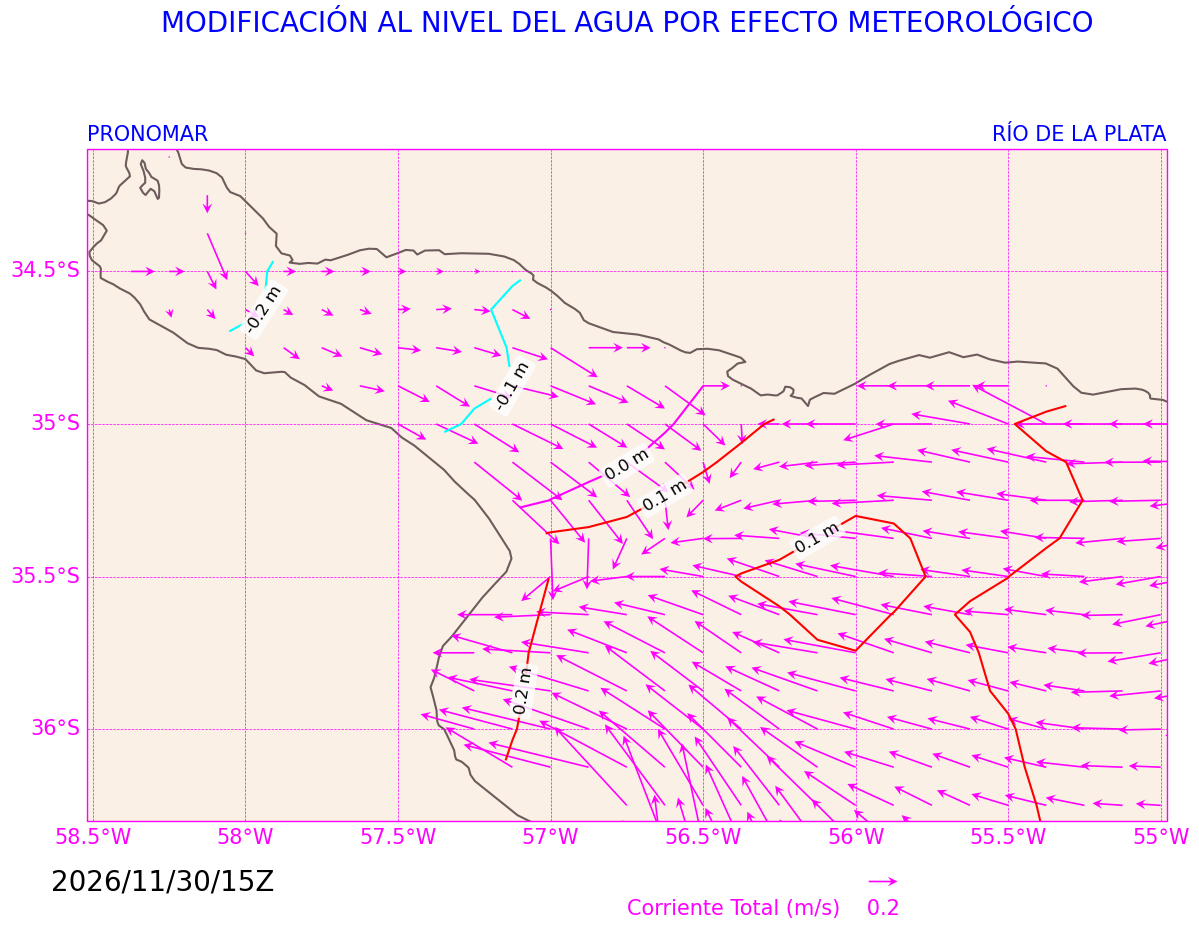 MODIFICACIÓN AL NIVEL DEL AGUA POR EFECTO METEOROLÓGICO
PRONOMAR RÍO DE LA PLATA
34.5°S
-0.2 m
-0.1 m
35°S
0.0 m
0.1 m
0.1 m
35.5°S
0.2 m
36°S
58.5°W 58°W 57.5°W 57°W 56.5°W 56°W 55.5°W 55°W
2026/11/30/15Z
Corriente Total (m/s) 0.2